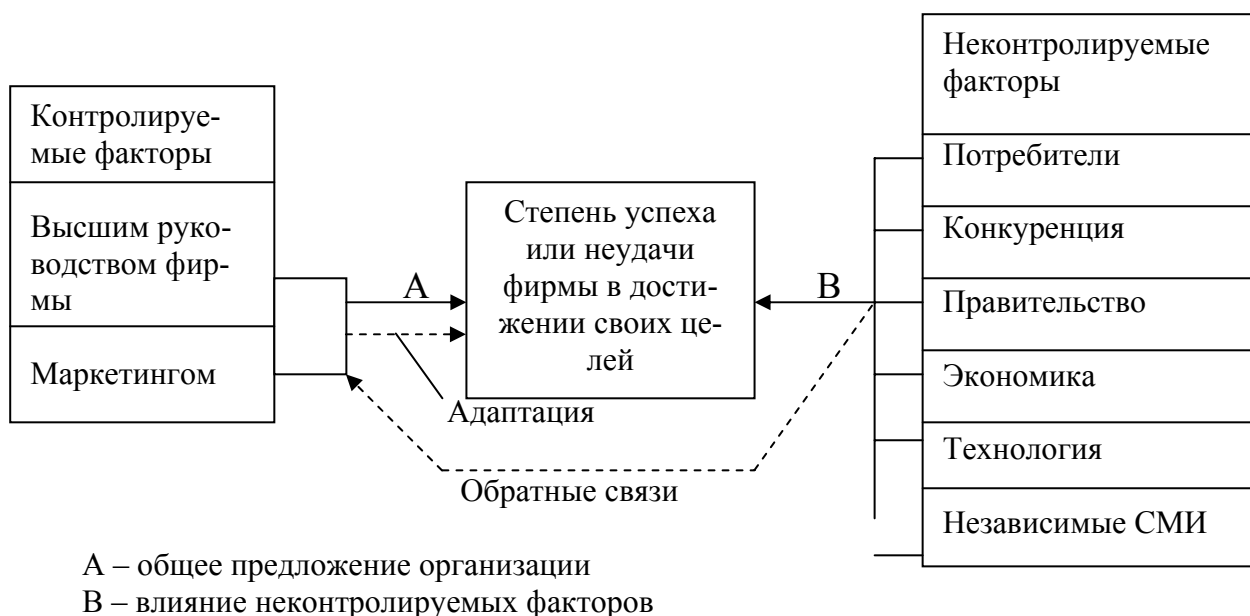 Контролируе-
мые факторы
Высшим руко-
водством фир-
мы
Маркетингом
А
Степень успеха
или неудачи
фирмы в дости-
жении своих це-
лей
В
Адаптация
Обратные связи
Неконтролируемые
факторы
Потребители
Конкуренция
Правительство
Экономика
Технология
Независимые СМИ
А – общее предложение организации
В – влияние неконтролируемых факторов